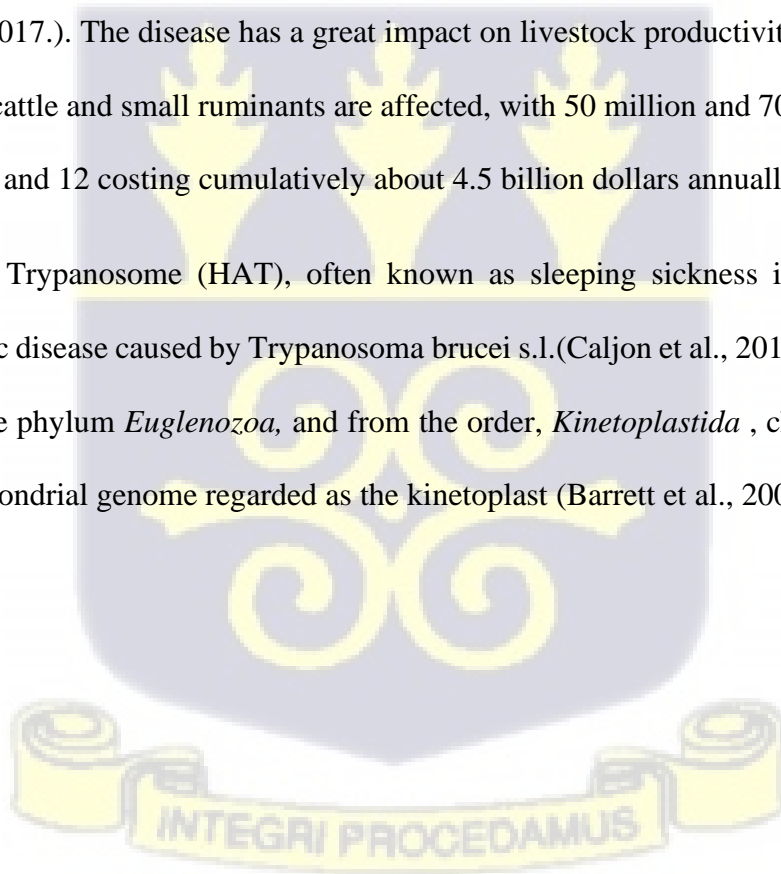 017.). The disease has a great impact on livestock productivit
cattle and small ruminants are affected, with 50 million and 70
and 12 costing cumulatively about 4.5 billion dollars annuall
Trypanosome (HAT), often known as sleeping sickness i
c disease caused by Trypanosoma brucei s.l.(Caljon et al., 201
e phylum Euglenozoa, and from the order, Kinetoplastida , c
ondrial genome regarded as the kinetoplast (Barrett et al., 200
INTEGRI PROCEDAMUS